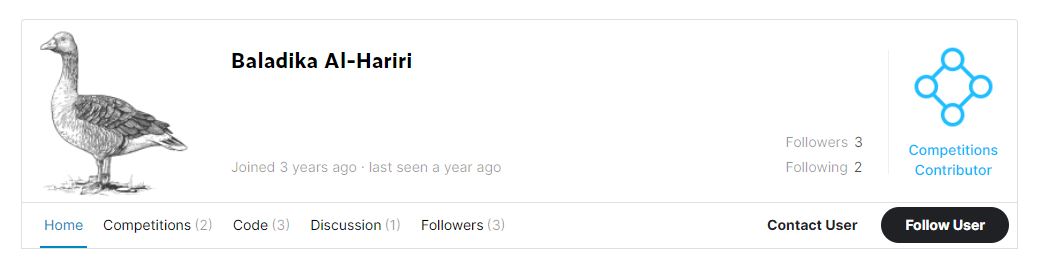 Baladika Al-Hariri
Joined 3 years ago · last seen a year ago
Followers 3
Following 2
Competitions
Contributor
Home Competitions (2) Code (3) Discussion (1) Followers (3) Contact User Follow User